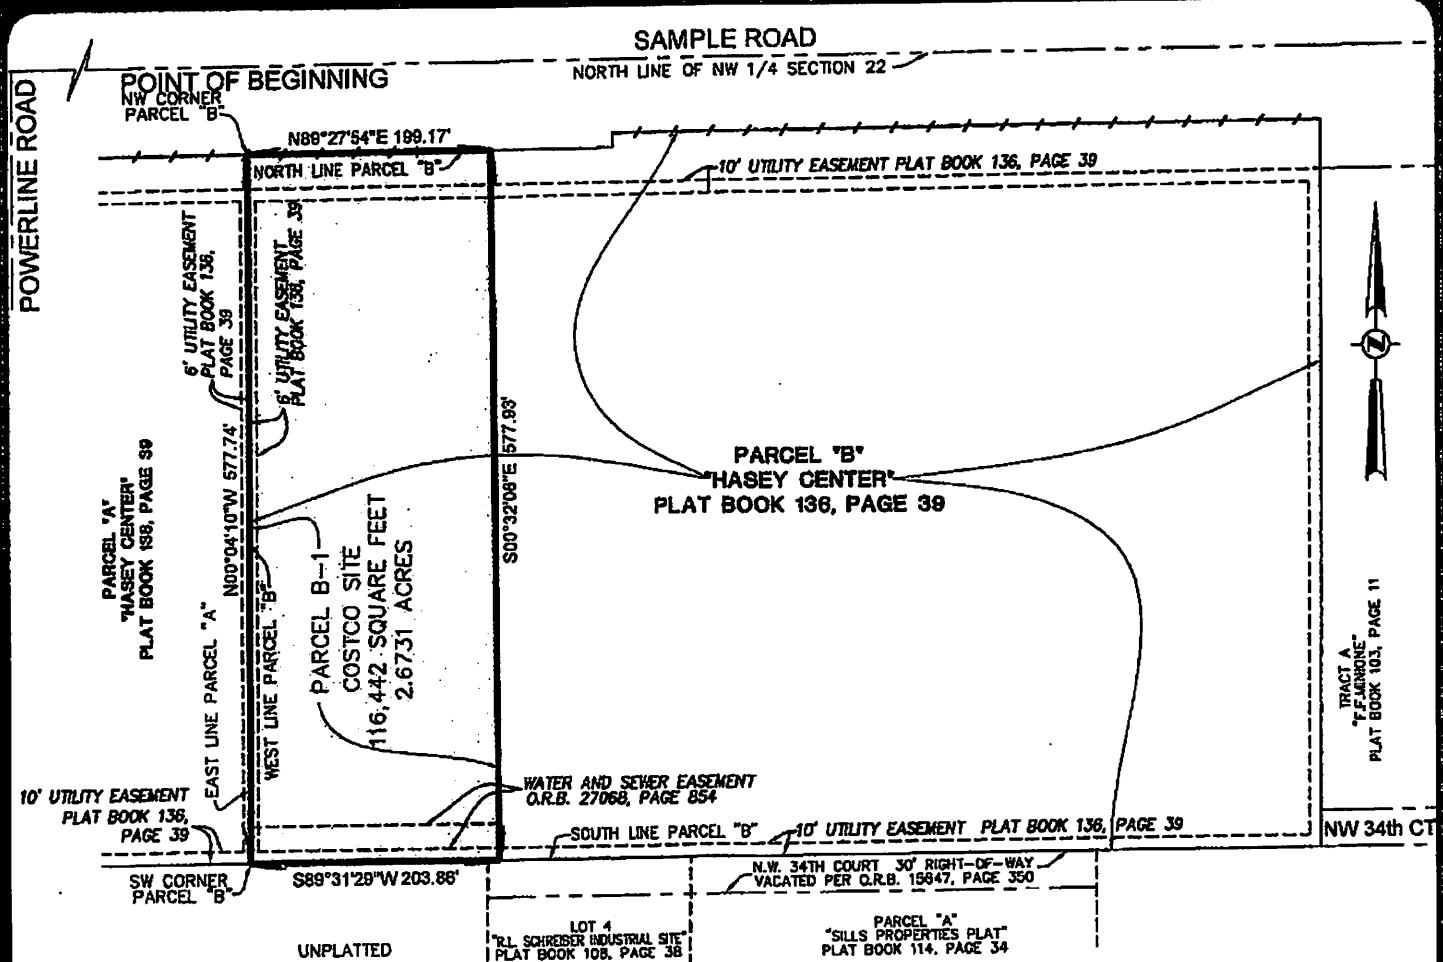 SAMPLE ROAD
NORTH LINE OF NW 1/4 SECTION 22
POWERLINE ROAD
POINT OF BEGINNING
NW CORNER
PARCEL "B"
N89°27'54"E 199.17'
NORTH LINE PARCEL "B"
10' UTILITY EASEMENT PLAT BOOK 136, PAGE 39
6' UTILITY EASEMENT
PLAT BOOK 136,
PAGE 39
6' UTILITY EASEMENT
PLAT BOOK 136, PAGE 39
N00°04'10"W 577.74'
S00°32'06"E 577.93'
PARCEL "A"
"HASEY CENTER"
PLAT BOOK 136, PAGE 39
PARCEL "B"
"HASEY CENTER"
PLAT BOOK 136, PAGE 39
PARCEL B-1
COSTCO SITE
116,442 SQUARE FEET
2.6731 ACRES
EAST LINE PARCEL "A"
WEST LINE PARCEL "B"
N
TRACT A
PLAT BOOK 103, PAGE 11
10' UTILITY EASEMENT
PLAT BOOK 136,
PAGE 39
WATER AND SEWER EASEMENT
O.R.B. 27068, PAGE 854
SOUTH LINE PARCEL "B"
10' UTILITY EASEMENT PLAT BOOK 136, PAGE 39
NW 34th CT
SW CORNER
PARCEL "B"
S89°31'29"W 203.86'
N.W. 34TH COURT 30' RIGHT-OF-WAY
VACATED PER O.R.B. 15647, PAGE 350
UNPLATTED
LOT 4
"R.L. SCHREIBER INDUSTRIAL SITE"
PLAT BOOK 108, PAGE 38
PARCEL "A"
"SILLS PROPERTIES PLAT"
PLAT BOOK 114, PAGE 34